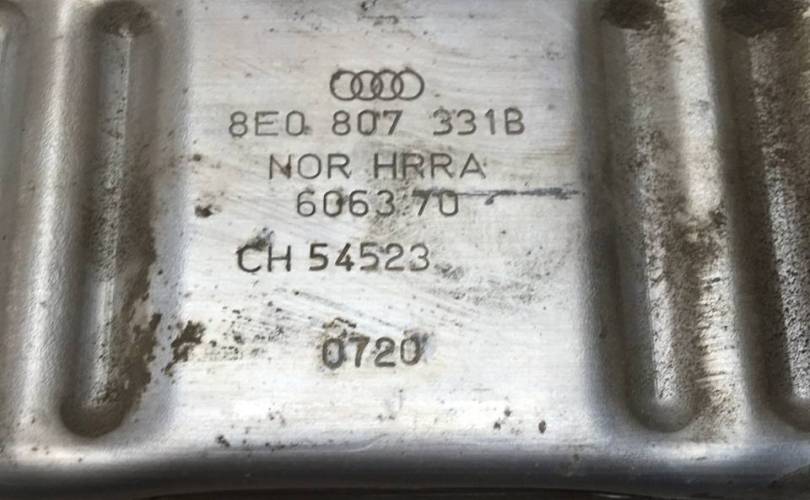 8E0 807 331B
NOR HRRA
6063 70
CH 54523
0720